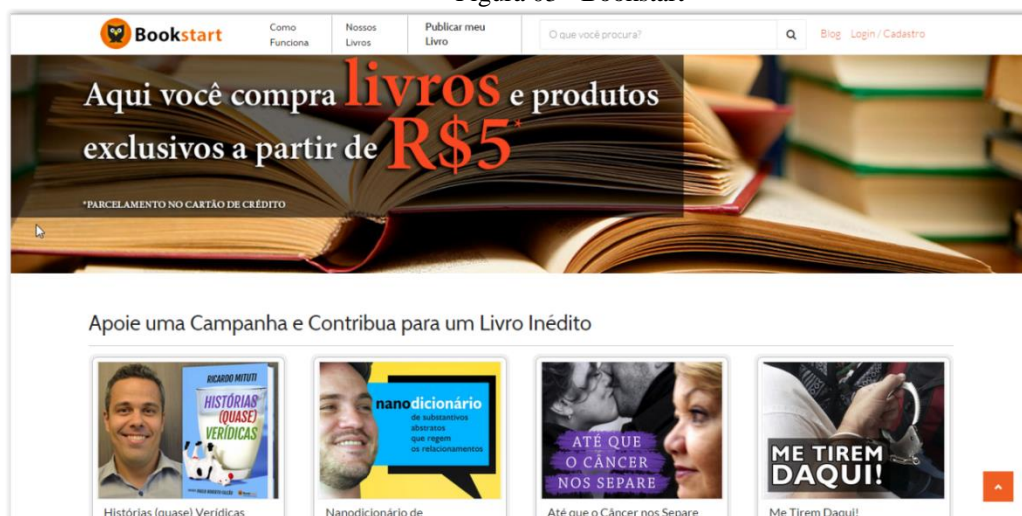 Bookstart
Como
Funciona
Nossos
Livros
Publicar meu
Livro
O que você procura?
Blog Login / Cadastro
Aqui você compra livros e produtos
exclusivos a partir de R$5*
*PARCELAMENTO NO CARTÃO DE CRÉDITO
Apoie uma Campanha e Contribua para um Livro Inédito
RICARDO MITUTI
HISTÓRIAS
(QUASE)
VERÍDICAS
nanodicionário
de substantivos
abstratos
que regem
os relacionamentos
ATÉ QUE
O CÂNCER
NOS SEPARE
ME TIREM
DAQUI!
Histórias (quase) Verídicas
Nanodicionário de
Até que o Câncer nos Separe
Me Tirem Daqui!